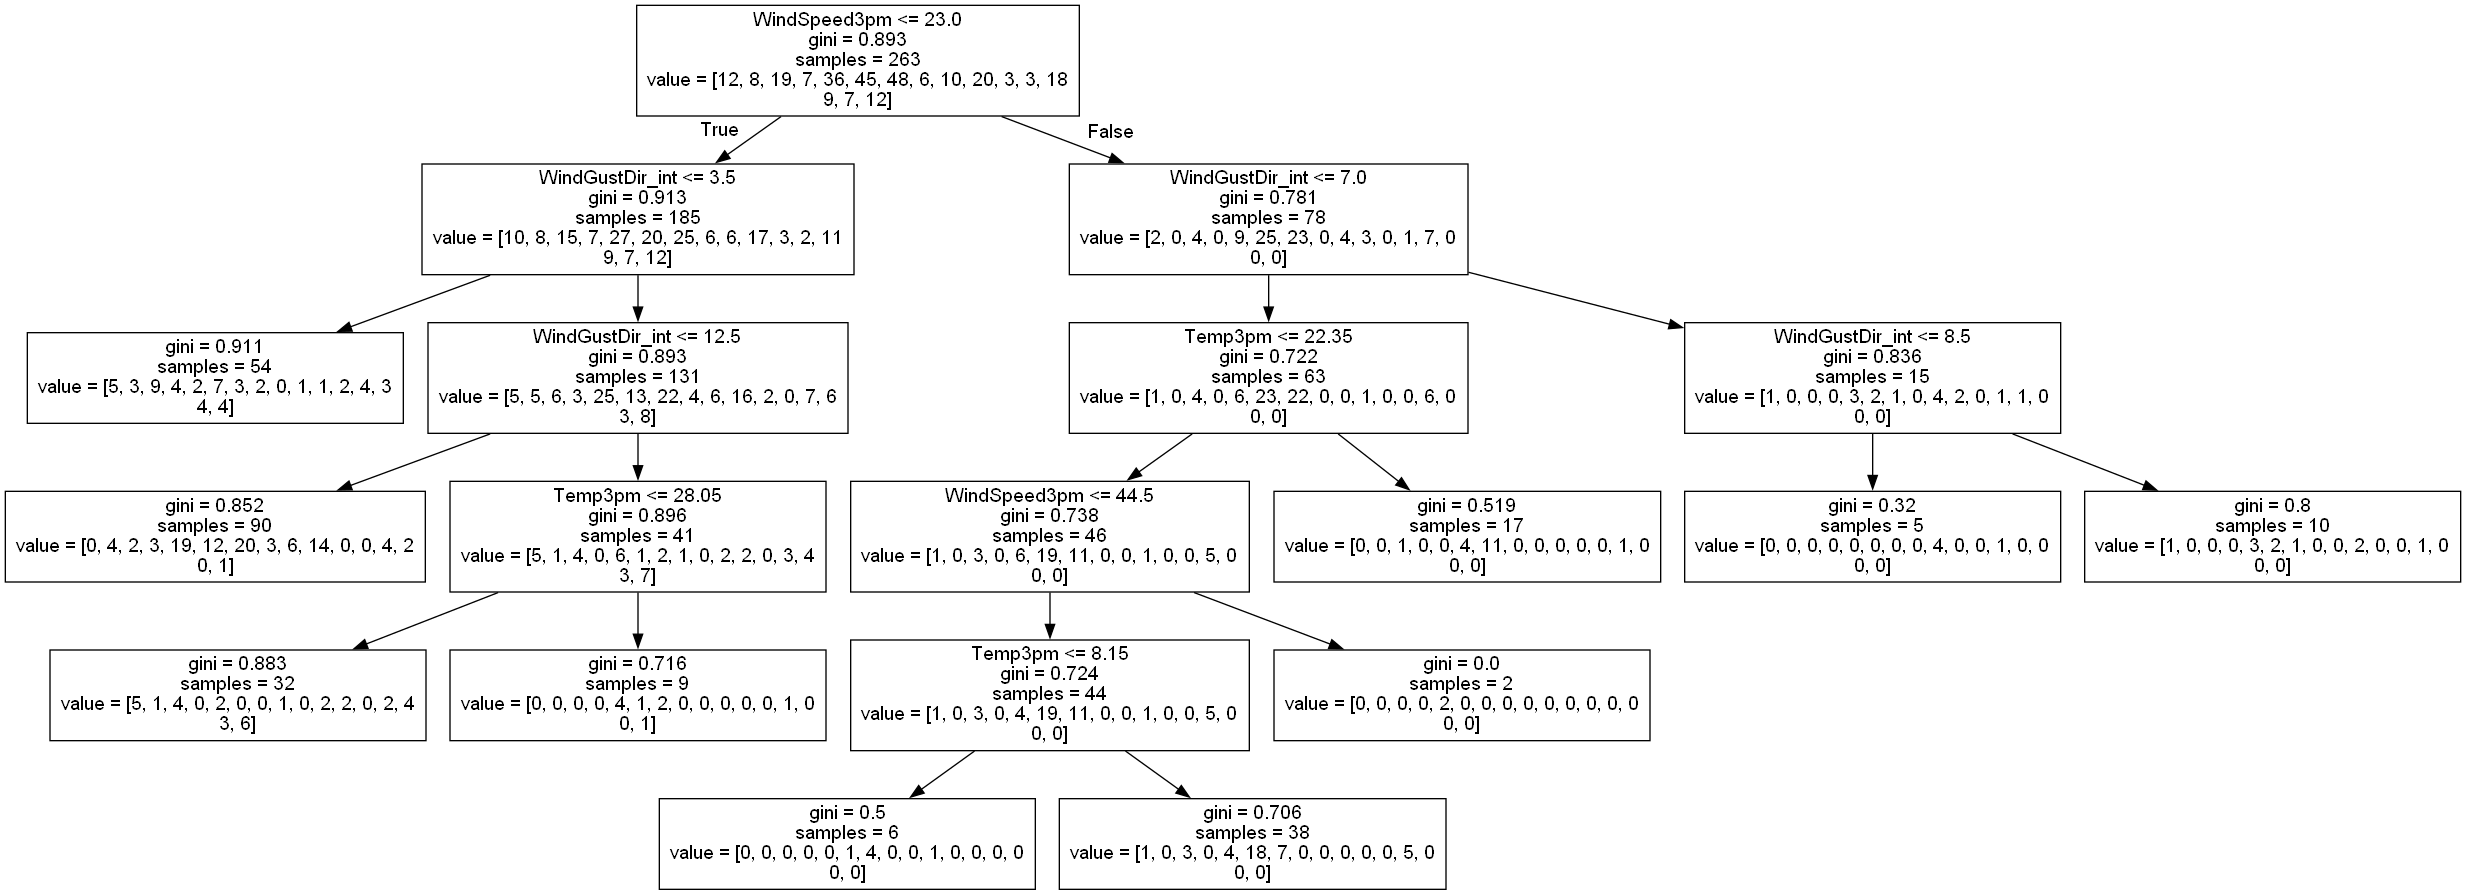 WindSpeed3pm <= 23.0
gini = 0.893
samples = 263
value = [12, 8, 19, 7, 36, 45, 48, 6, 10, 20, 3, 3, 18
9, 7, 12]
True
False
WindGustDir_int <= 3.5
gini = 0.913
samples = 185
value = [10, 8, 15, 7, 27, 20, 25, 6, 6, 17, 3, 2, 11
9, 7, 12]
WindGustDir_int <= 7.0
gini = 0.781
samples = 78
value = [2, 0, 4, 0, 9, 25, 23, 0, 4, 3, 0, 1, 7, 0
0, 0]
gini = 0.911
samples = 54
value = [5, 3, 9, 4, 2, 7, 3, 2, 0, 1, 1, 2, 4, 3
4, 4]
WindGustDir_int <= 12.5
gini = 0.893
samples = 131
value = [5, 5, 6, 3, 25, 13, 22, 4, 6, 16, 2, 0, 7, 6
3, 8]
Temp3pm <= 22.35
gini = 0.722
samples = 63
value = [1, 0, 4, 0, 6, 23, 22, 0, 0, 1, 0, 0, 6, 0
0, 0]
WindGustDir_int <= 8.5
gini = 0.836
samples = 15
value = [1, 0, 0, 0, 3, 2, 1, 0, 4, 2, 0, 1, 1, 0
0, 0]
gini = 0.852
samples = 90
value = [0, 4, 2, 3, 19, 12, 20, 3, 6, 14, 0, 0, 4, 2
0, 1]
Temp3pm <= 28.05
gini = 0.896
samples = 41
value = [5, 1, 4, 0, 6, 1, 2, 1, 0, 2, 2, 0, 3, 4
3, 7]
WindSpeed3pm <= 44.5
gini = 0.738
samples = 46
value = [1, 0, 3, 0, 6, 19, 11, 0, 0, 1, 0, 0, 5, 0
0, 0]
gini = 0.519
samples = 17
value = [0, 0, 1, 0, 0, 4, 11, 0, 0, 0, 0, 0, 1, 0
0, 0]
gini = 0.32
samples = 5
value = [0, 0, 0, 0, 0, 0, 0, 0, 4, 0, 0, 1, 0, 0
0, 0]
gini = 0.8
samples = 10
value = [1, 0, 0, 0, 3, 2, 1, 0, 0, 2, 0, 0, 1, 0
0, 0]
gini = 0.883
samples = 32
value = [5, 1, 4, 0, 2, 0, 0, 1, 0, 2, 2, 0, 2, 4
3, 6]
gini = 0.716
samples = 9
value = [0, 0, 0, 0, 4, 1, 2, 0, 0, 0, 0, 0, 1, 0
0, 1]
Temp3pm <= 8.15
gini = 0.724
samples = 44
value = [1, 0, 3, 0, 4, 19, 11, 0, 0, 1, 0, 0, 5, 0
0, 0]
gini = 0.0
samples = 2
value = [0, 0, 0, 0, 2, 0, 0, 0, 0, 0, 0, 0, 0, 0
0, 0]
gini = 0.5
samples = 6
value = [0, 0, 0, 0, 0, 1, 4, 0, 0, 1, 0, 0, 0, 0
0, 0]
gini = 0.706
samples = 38
value = [1, 0, 3, 0, 4, 18, 7, 0, 0, 0, 0, 0, 5, 0
0, 0]